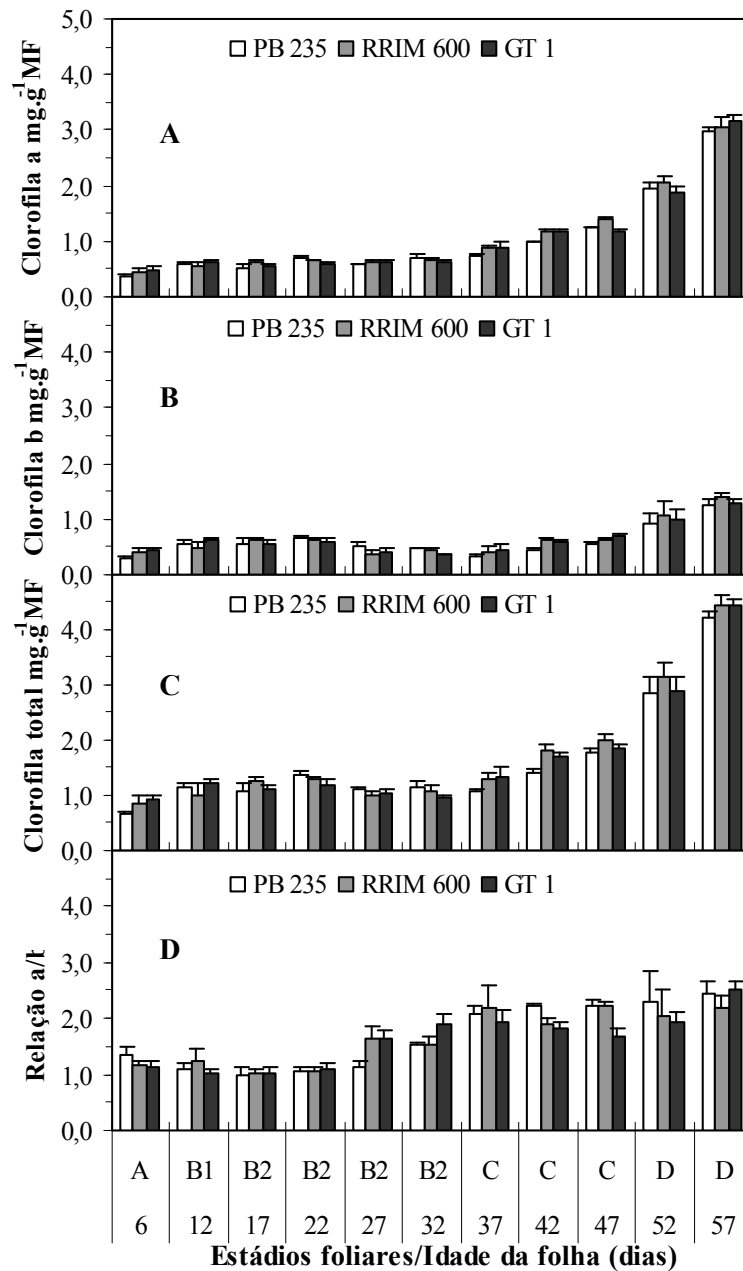 5,0
PB 235 RRIM 600 GT 1
4,0
A
3,0
2,0
1,0
0,0
Clorofila a mg.g-1MF
PB 235 RRIM 600 GT 1
4,0
B
3,0
2,0
1,0
0,0
Clorofila b mg.g-1MF
PB 235 RRIM 600 GT 1
4,0
C
3,0
2,0
1,0
0,0
Clorofila total mg.g-1MF
PB 235 RRIM 600 GT 1
4,0
D
3,0
2,0
1,0
0,0
Relação
A B1 B2 B2 B2 B2 C C C D D
6 12 17 22 27 32 37 42 47 52 57
Estádios foliares/Idade da folha (dias)